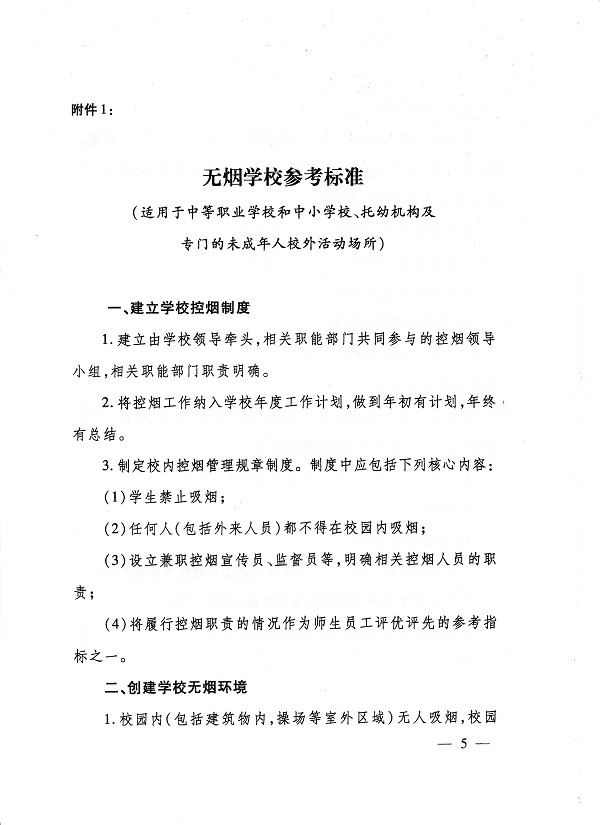 附件1：
无烟学校参考标准
（适用于中等职业学校和中小学校、托幼机构及
专门的未成年人校外活动场所）
一、建立学校控烟制度
1.建立由学校领导牵头，相关职能部门共同参与的控烟领导
小组，相关职能部门职责明确。
2.将控烟工作纳入学校年度工作计划，做到年初有计划，年终
有总结。
3.制定校内控烟管理规章制度。制度中应包括下列核心内容：
(1)学生禁止吸烟；
(2)任何人（包括外来人员）都不得在校园内吸烟；
(3)设立兼职控烟宣传员、监督员等，明确相关控烟人员的职
责；
(4)将履行控烟职责的情况作为师生员工评优评先的参考指
标之一。
二、创建学校无烟环境
1.校园内（包括建筑物内，操场等室外区域）无人吸烟，校园
— 5 —